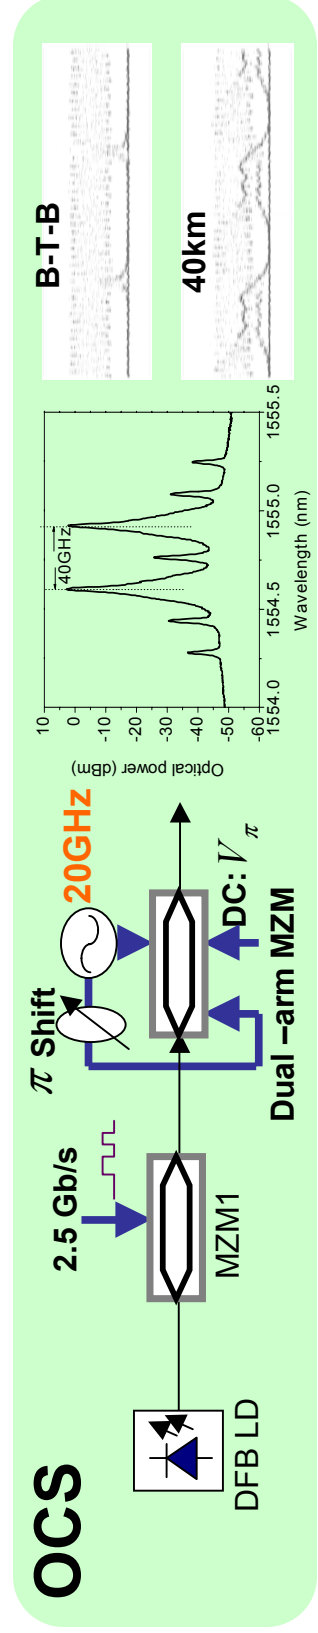 OCS
DFB LD
2.5 Gb/s
MZM1
π Shift
20GHz
DC: Vπ
Dual –arm MZM
Optical power (dBm)
10
0
-10
-20
-30
-40
-50
-60
40GHz
1554.0
1554.5
1555.0
1555.5
Wavelength (nm)
B-T-B
40km